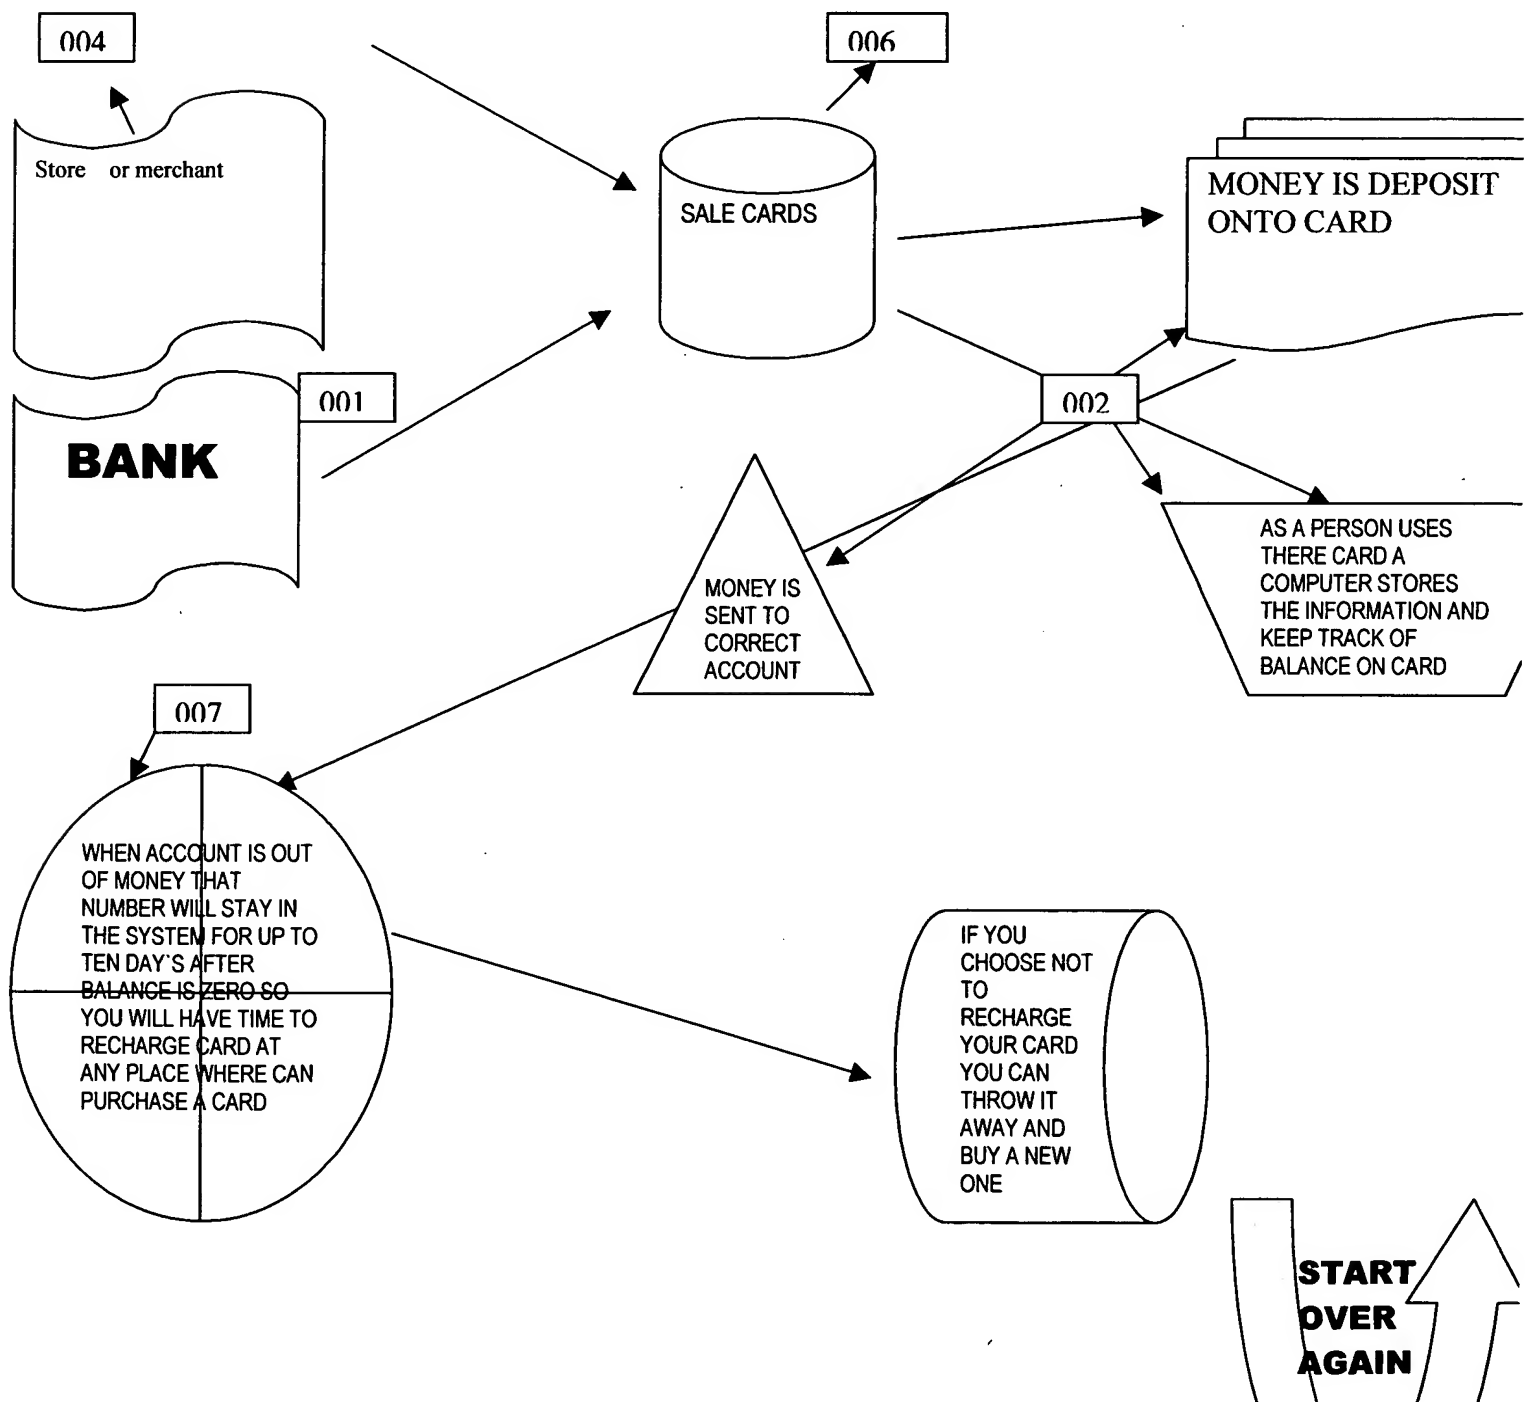 004
006
Store or merchant
SALE CARDS
MONEY IS DEPOSIT
ONTO CARD
001
BANK
002
MONEY IS
SENT TO
CORRECT
ACCOUNT
AS A PERSON USES
THERE CARD A
COMPUTER STORES
THE INFORMATION AND
KEEP TRACK OF
BALANCE ON CARD
007
WHEN ACCOUNT IS OUT
OF MONEY THAT
NUMBER WILL STAY IN
THE SYSTEM FOR UP TO
TEN DAY'S AFTER
BALANCE IS ZERO SO
YOU WILL HAVE TIME TO
RECHARGE CARD AT
ANY PLACE WHERE CAN
PURCHASE A CARD
IF YOU
CHOOSE NOT
TO
RECHARGE
YOUR CARD
YOU CAN
THROW IT
AWAY AND
BUY A NEW
ONE
START
OVER
AGAIN